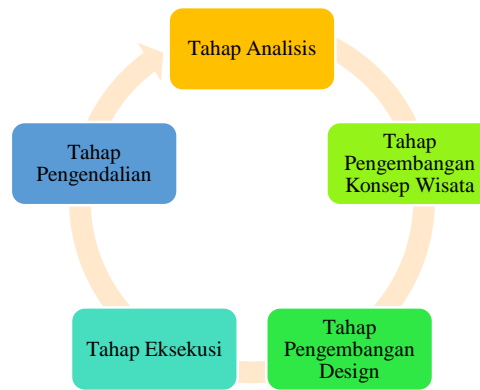 Tahap Analisis
Tahap
Pengembangan
Konsep Wisata
Tahap
Pengembangan
Design
Tahap Eksekusi
Tahap
Pengendalian